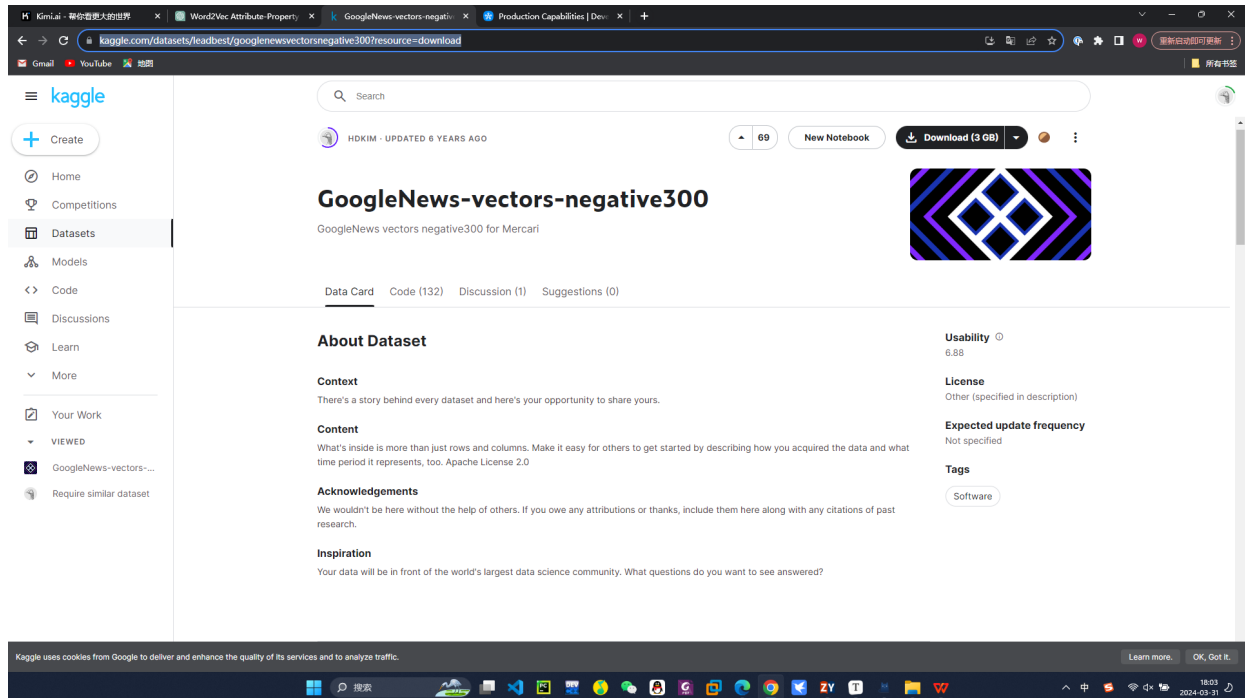 Kimi.ai - 帮你看更大的世界
Word2Vec Attribute-Property
GoogleNews-vectors-negativ
Production Capabilities | Deve
kaggle.com/datasets/leadbest/googlenewsvectorsnegative300?resource=download
W
重新启动即可更新
Gmail
YouTube
地图
所有书签
kaggle
Search
Create
HDKIM · UPDATED 6 YEARS AGO
69
New Notebook
Download (3 GB)
Home
Competitions
Datasets
Models
Code
Discussions
Learn
More
Your Work
VIEWED
GoogleNews-vectors-...
Require similar dataset
GoogleNews-vectors-negative300
GoogleNews vectors negative300 for Mercari
Data Card Code (132) Discussion (1) Suggestions (0)
About Dataset
Context
There's a story behind every dataset and here's your opportunity to share yours.
Content
What's inside is more than just rows and columns. Make it easy for others to get started by describing how you acquired the data and what
time period it represents, too. Apache License 2.0
Acknowledgements
We wouldn't be here without the help of others. If you owe any attributions or thanks, include them here along with any citations of past
research.
Inspiration
Your data will be in front of the world's largest data science community. What questions do you want to see answered?
Usability
6.88
License
Other (specified in description)
Expected update frequency
Not specified
Tags
Software
Kaggle uses cookies from Google to deliver and enhance the quality of its services and to analyze traffic.
Learn more.
OK, Got it.
搜索
ZY
T
中
18:03
2024-03-31